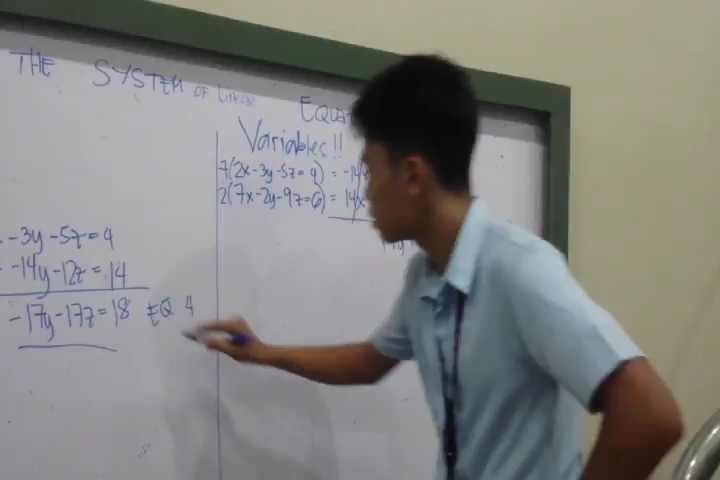 THE SYSTEM OF LINEAR
Variables!!
7(2x-3y-5z=4) = -14x
2(7x-2y-9z=6) = 14x
-3y-5z=4
-14y-12z=14
-17y-17z=18 EQ 4